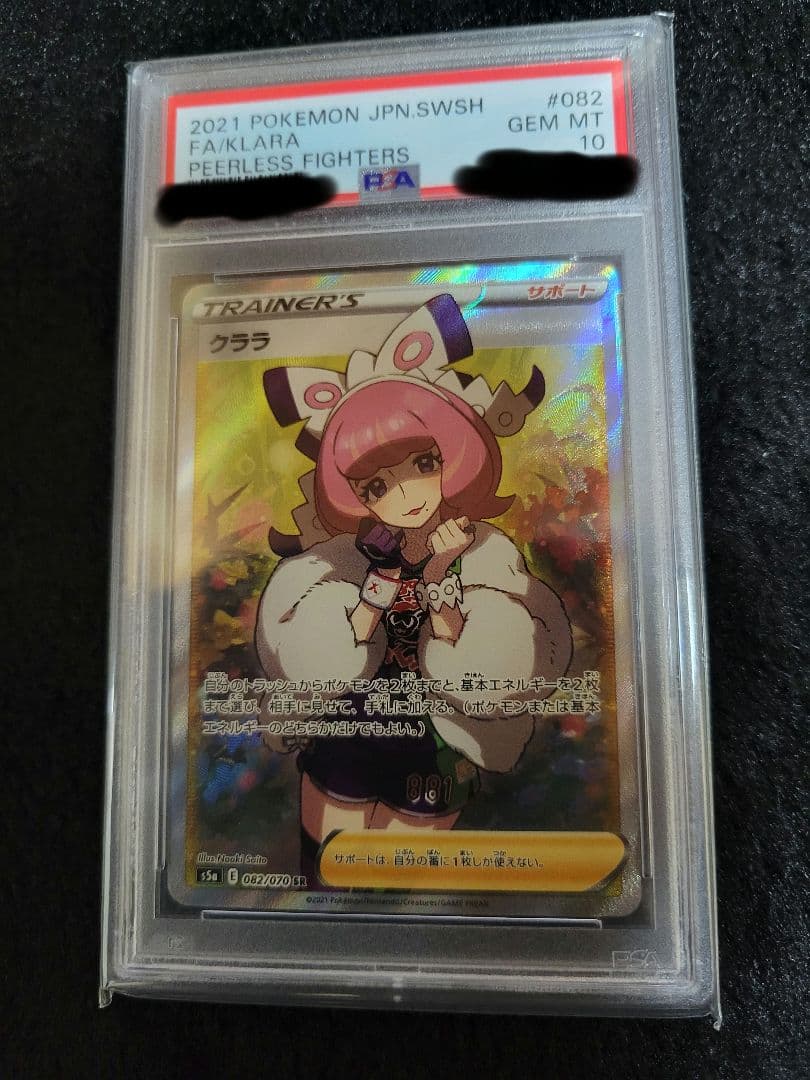 2021 POKEMON JPN.SWSH #082
FA/KLARA GEM MT
PEERLESS FIGHTERS 10
PSA
TRAINER'S サポート
クララ
自分のトラッシュからポケモンを2枚までと、基本エネルギーを2枚
まで選び、相手に見せて、手札に加える。(ポケモンまたは基本
エネルギーのどちらかだけでもよい。)
881
サポートは、自分の番に1枚しか使えない。
Illus. Naoki Saito
s5a E 082/070 SR
©2021 Pokémon/Nintendo/Creatures/GAME FREAK
PSA